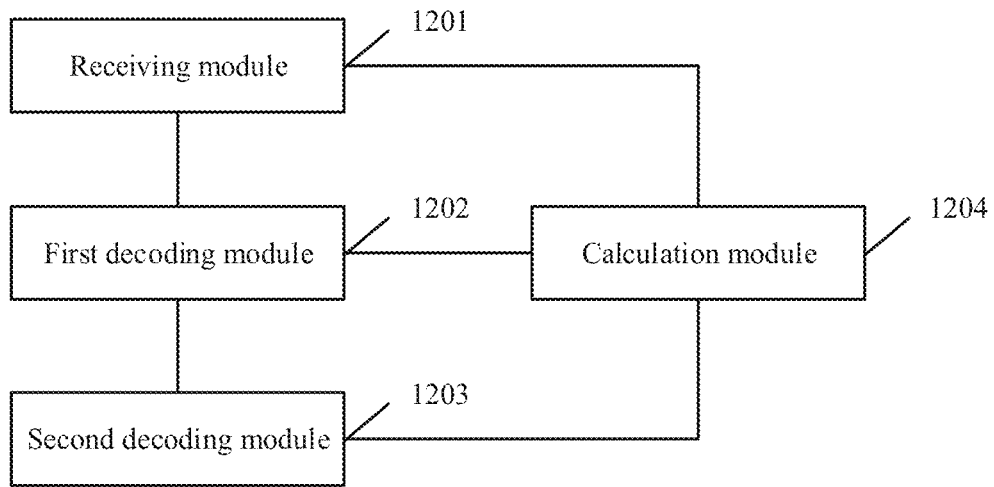 1201
Receiving module
1202
1204
First decoding module
Calculation module
1203
Second decoding module